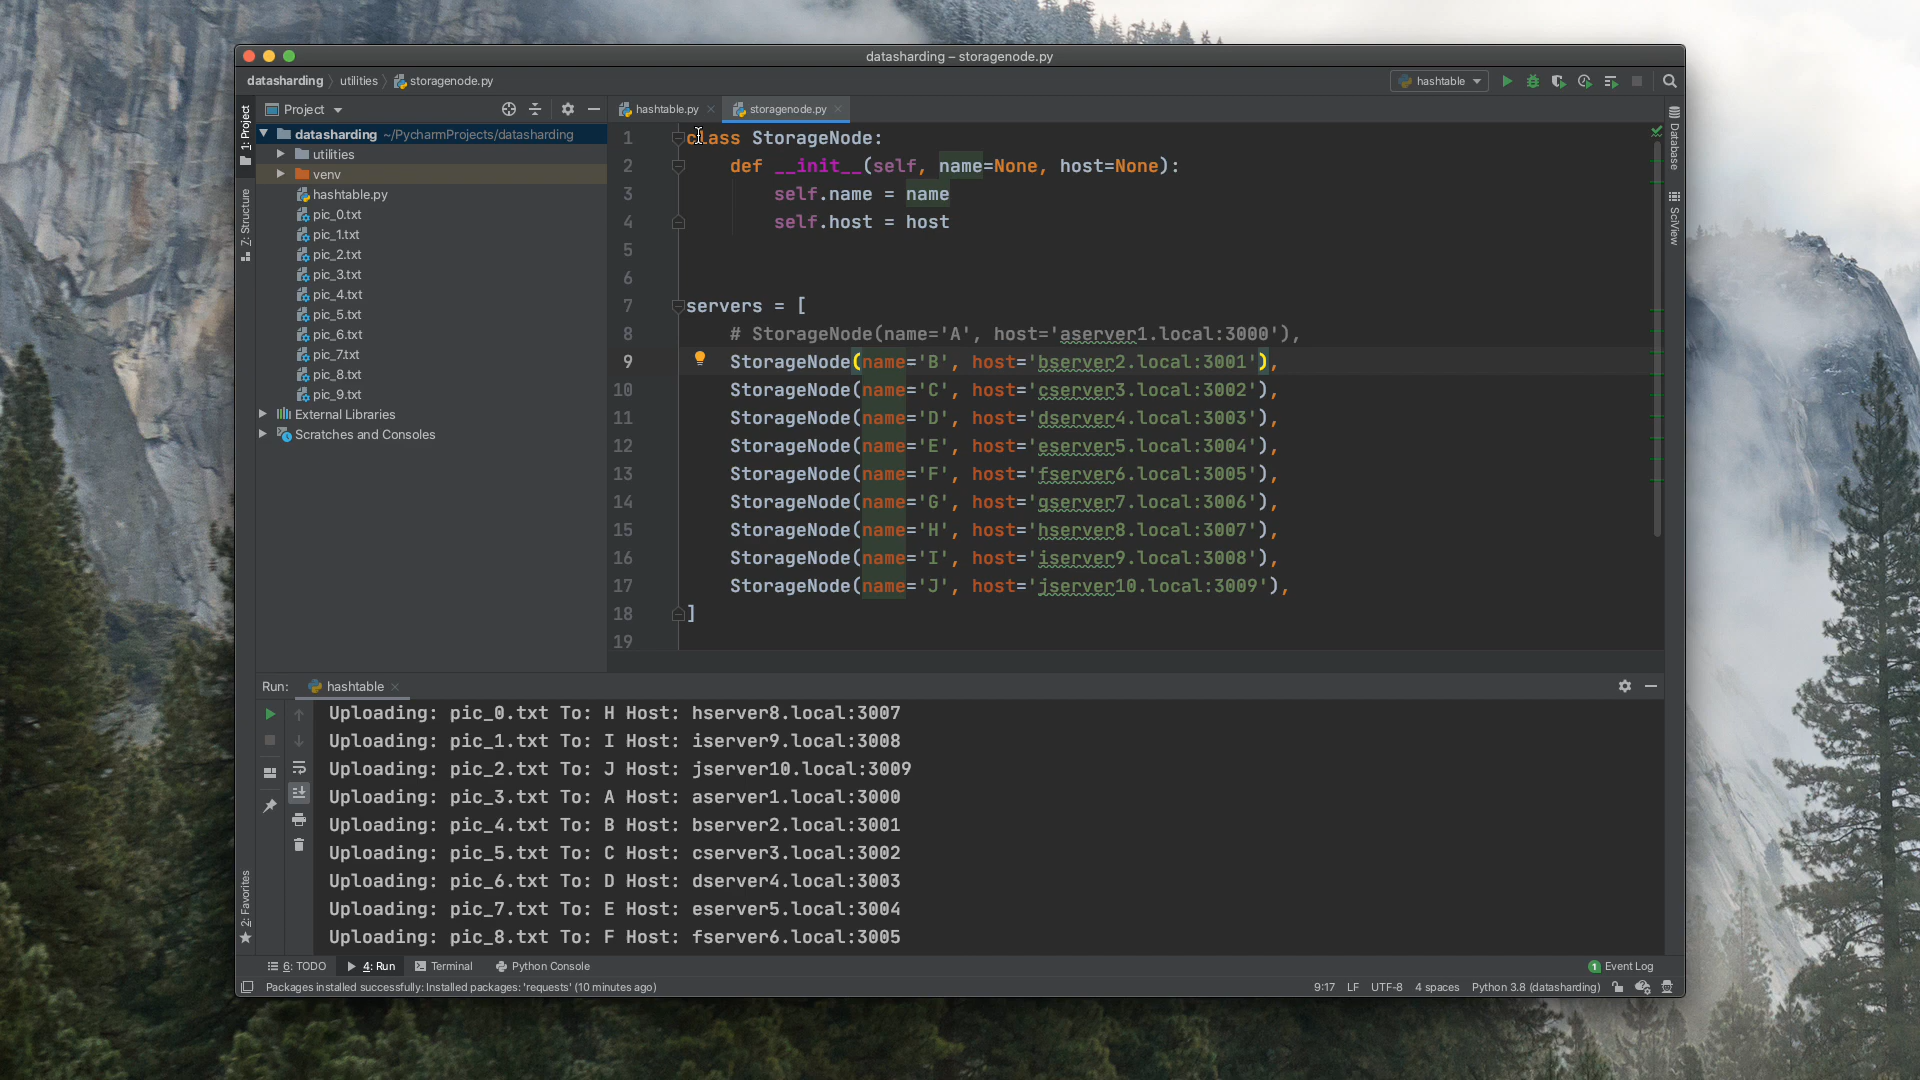 datasharding – storagenode.py
datasharding utilities storagenode.py
hashtable
Project
hashtable.py storagenode.py
1: Project
7: Structure
2: Favorites
datasharding ~/PycharmProjects/datasharding
utilities
venv
hashtable.py
pic_0.txt
pic_1.txt
pic_2.txt
pic_3.txt
pic_4.txt
pic_5.txt
pic_6.txt
pic_7.txt
pic_8.txt
pic_9.txt
External Libraries
Scratches and Consoles
1 class StorageNode:
2 def __init__(self, name=None, host=None):
3 self.name = name
4 self.host = host
5
6
7 servers = [
8 # StorageNode(name='A', host='aserver1.local:3000'),
9 StorageNode(name='B', host='bserver2.local:3001'),
10 StorageNode(name='C', host='cserver3.local:3002'),
11 StorageNode(name='D', host='dserver4.local:3003'),
12 StorageNode(name='E', host='eserver5.local:3004'),
13 StorageNode(name='F', host='fserver6.local:3005'),
14 StorageNode(name='G', host='gserver7.local:3006'),
15 StorageNode(name='H', host='hserver8.local:3007'),
16 StorageNode(name='I', host='iserver9.local:3008'),
17 StorageNode(name='J', host='jserver10.local:3009'),
18 ]
19
Database
SciView
Run: hashtable
Uploading: pic_0.txt To: H Host: hserver8.local:3007
Uploading: pic_1.txt To: I Host: iserver9.local:3008
Uploading: pic_2.txt To: J Host: jserver10.local:3009
Uploading: pic_3.txt To: A Host: aserver1.local:3000
Uploading: pic_4.txt To: B Host: bserver2.local:3001
Uploading: pic_5.txt To: C Host: cserver3.local:3002
Uploading: pic_6.txt To: D Host: dserver4.local:3003
Uploading: pic_7.txt To: E Host: eserver5.local:3004
Uploading: pic_8.txt To: F Host: fserver6.local:3005
6: TODO 4: Run Terminal Python Console 1 Event Log
Packages installed successfully: Installed packages: 'requests' (10 minutes ago) 9:17 LF UTF-8 4 spaces Python 3.8 (datasharding)